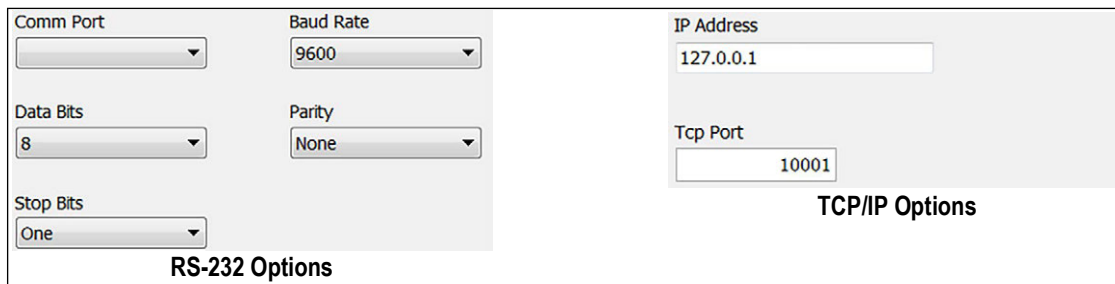 Comm Port
Baud Rate
9600
Data Bits
8
Parity
None
Stop Bits
One
RS-232 Options
IP Address
127.0.0.1
Tcp Port
10001
TCP/IP Options